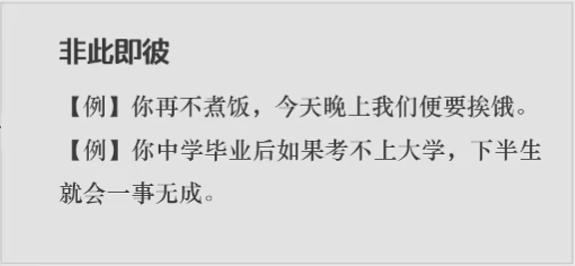 非此即彼
【例】你再不煮饭，今天晚上我们便要挨饿。
【例】你中学毕业后如果考不上大学，下半生
就会一事无成。